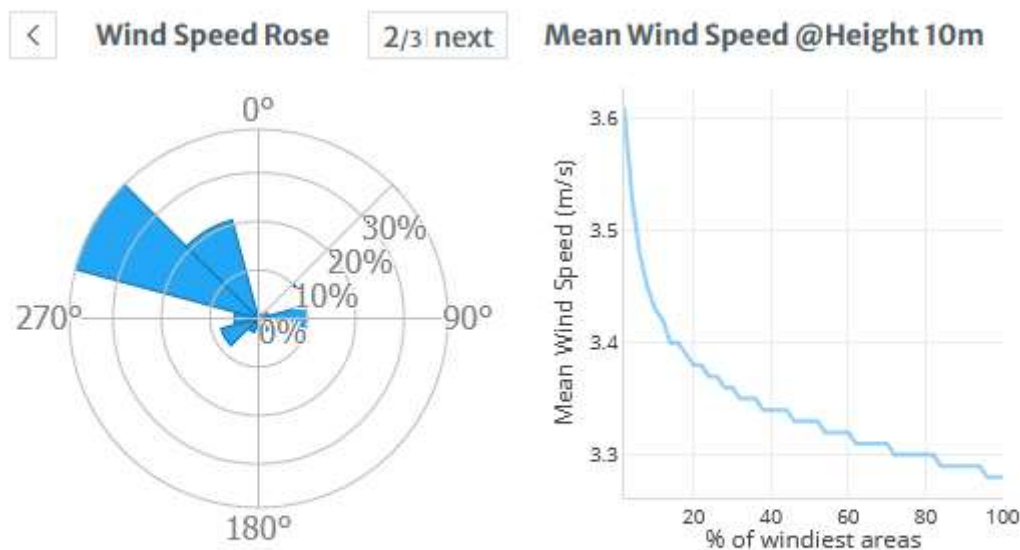 < Wind Speed Rose 2/3 next
0°
30%
20%
10%
0%
270°
90°
180°
Mean Wind Speed @Height 10m
Mean Wind Speed (m/s)
3.6
3.5
3.4
3.3
20 40 60 80 100
% of windiest areas